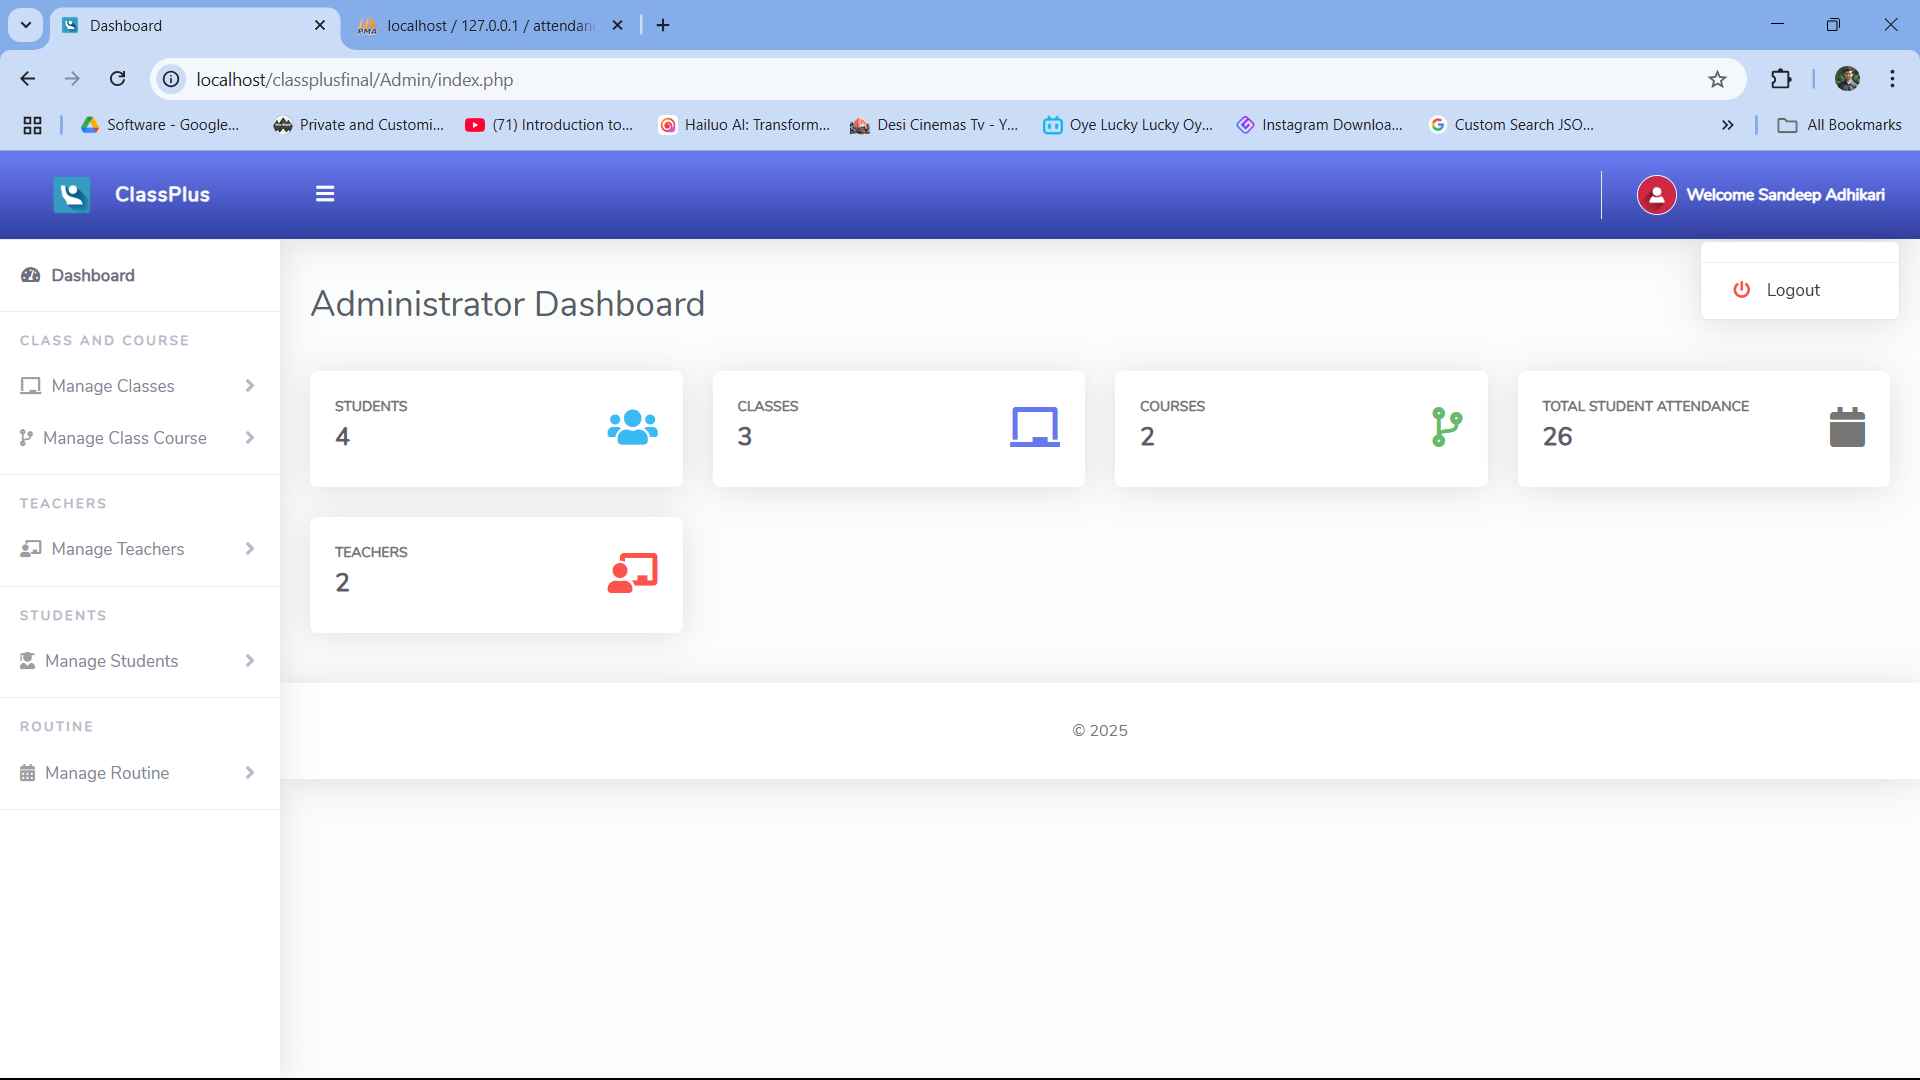 Dashboard
localhost / 127.0.0.1 / attendanc
localhost/classplusfinal/Admin/index.php
Software - Google...
Private and Customi...
(71) Introduction to...
Hailuo AI: Transform...
Desi Cinemas Tv - Y...
Oye Lucky Lucky Oy...
Instagram Downloa...
Custom Search JSO...
All Bookmarks
ClassPlus
Welcome Sandeep Adhikari
Logout
Dashboard
CLASS AND COURSE
Manage Classes
Manage Class Course
TEACHERS
Manage Teachers
STUDENTS
Manage Students
ROUTINE
Manage Routine
Administrator Dashboard
STUDENTS
4
CLASSES
3
COURSES
2
TOTAL STUDENT ATTENDANCE
26
TEACHERS
2
© 2025